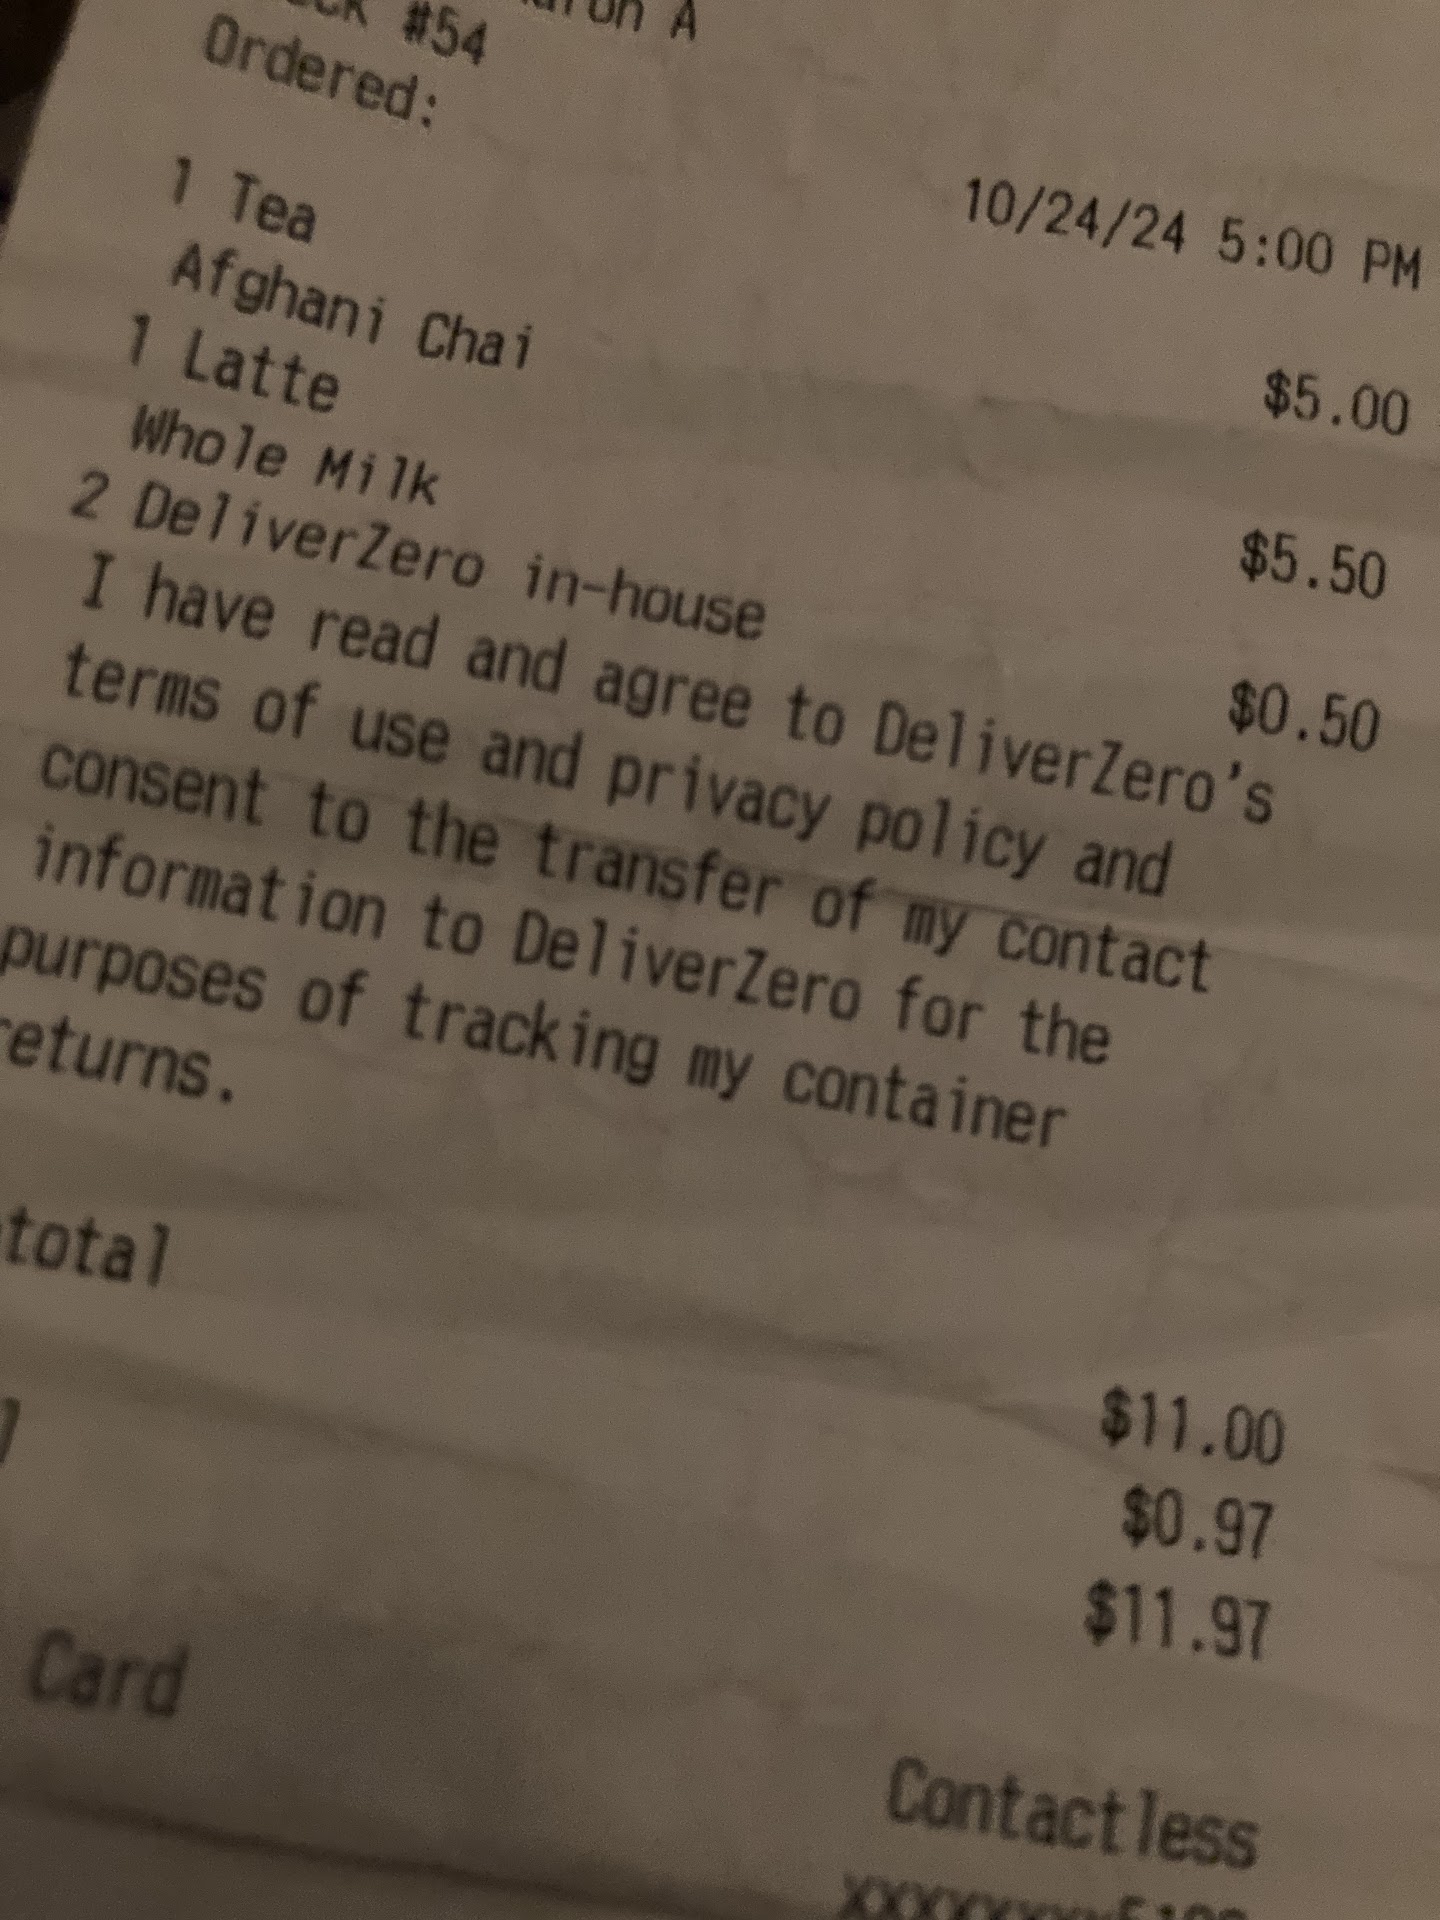 #54
Ordered:
10/24/24 5:00 PM
1 Tea $5.00
Afghani Chai
1 Latte $5.50
Whole Milk
2 DeliverZero in-house $0.50
I have read and agree to DeliverZero's
terms of use and privacy policy and
consent to the transfer of my contact
information to DeliverZero for the
purposes of tracking my container
returns.
total $11.00
$0.97
$11.97
Card Contactless